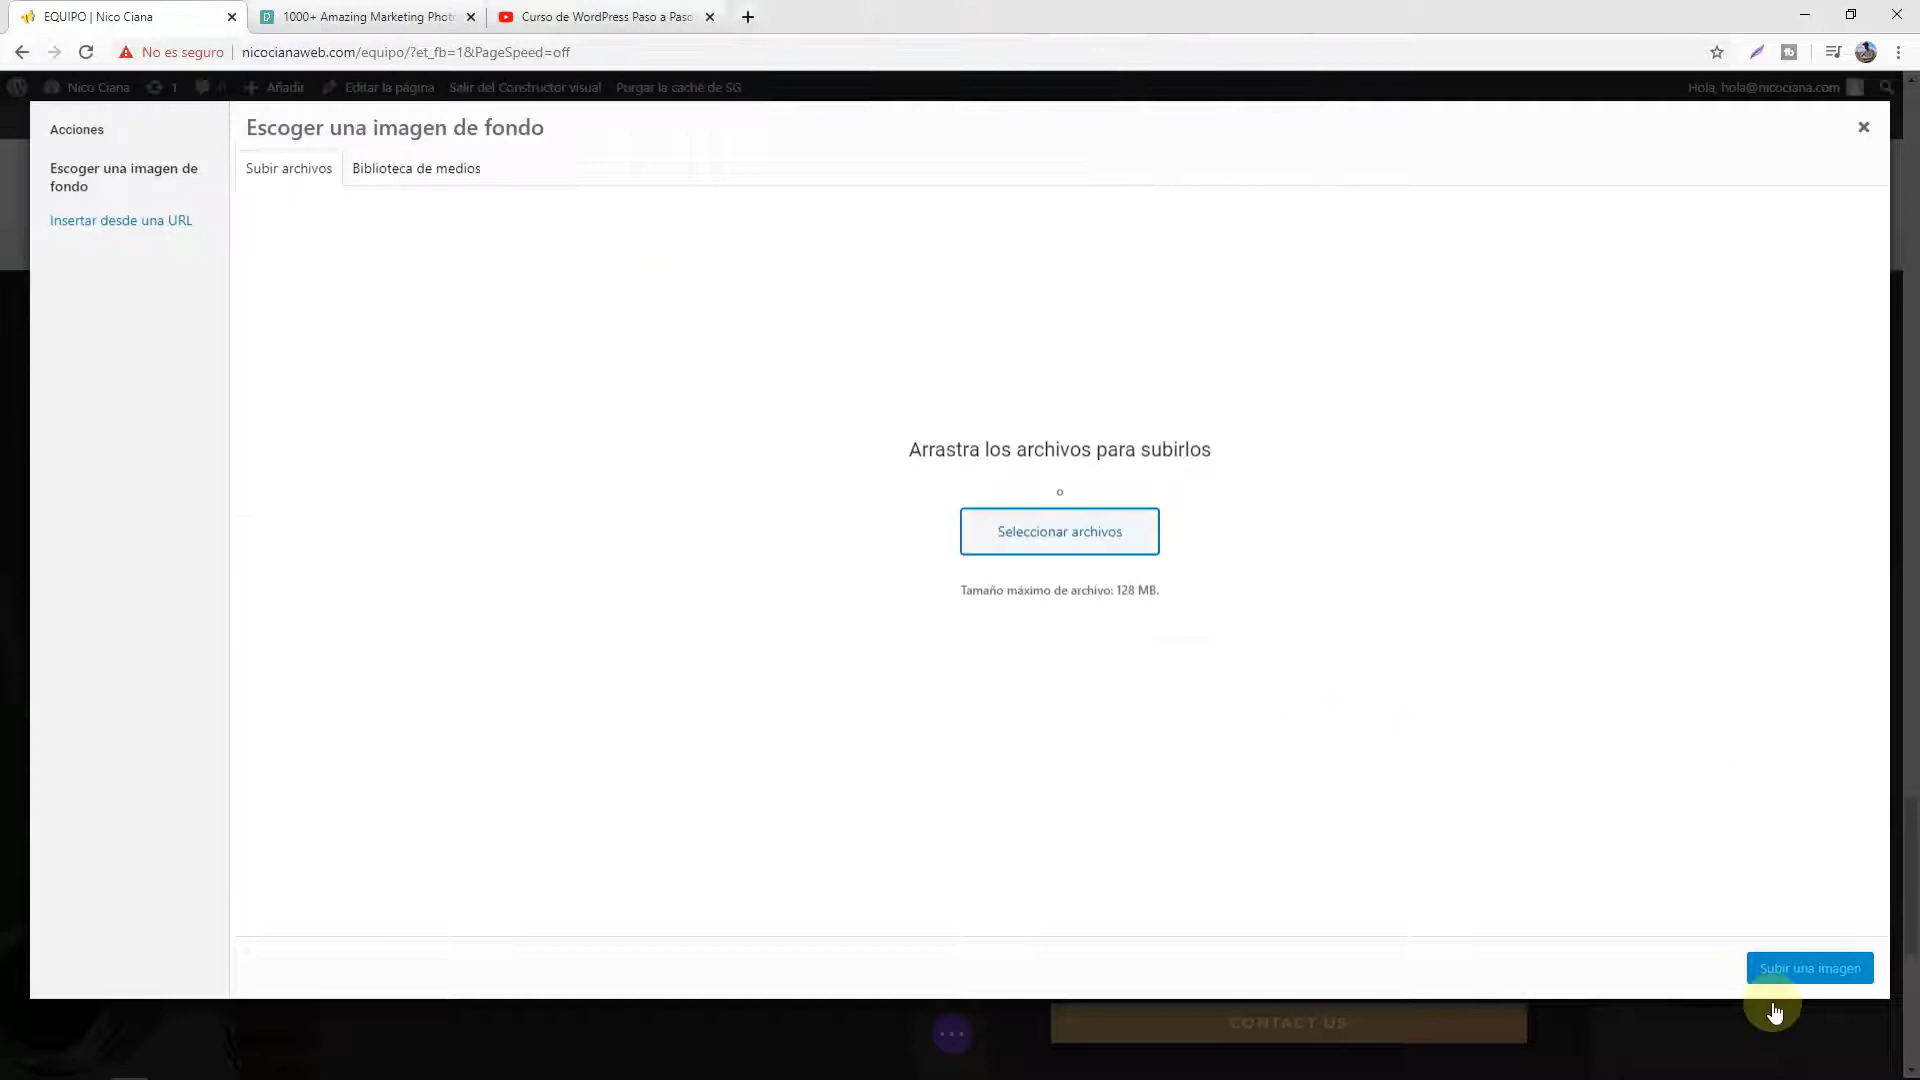 EQUIPO | Nico Ciana
1000+ Amazing Marketing Phot
Curso de WordPress Paso a Paso
No es seguro
nicocianaweb.com/equipo/?et_fb=1&PageSpeed=off
Nico Ciana
1
Añadir
Editar la página
Salir del Constructor visual
Purgar la caché de SG
Hola, hola@nicociana.com
Acciones
Escoger una imagen de fondo
Escoger una imagen de
fondo
Subir archivos
Biblioteca de medios
Insertar desde una URL
Arrastra los archivos para subirlos
o
Seleccionar archivos
Tamaño máximo de archivo: 128 MB.
Subir una imagen
CONTACT US